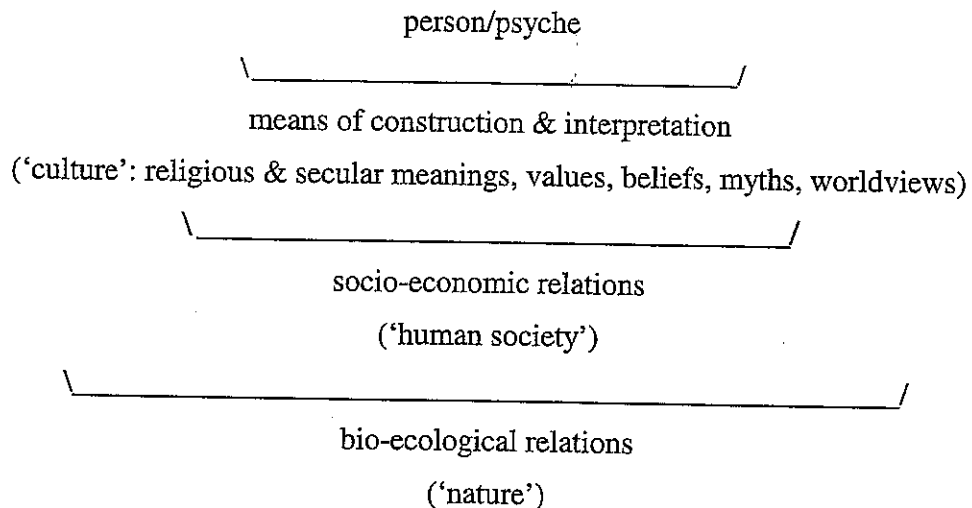 person/psyche
means of construction & interpretation
(‘culture’: religious & secular meanings, values, beliefs, myths, worldviews)
socio-economic relations
(‘human society’)
bio-ecological relations
(‘nature’)